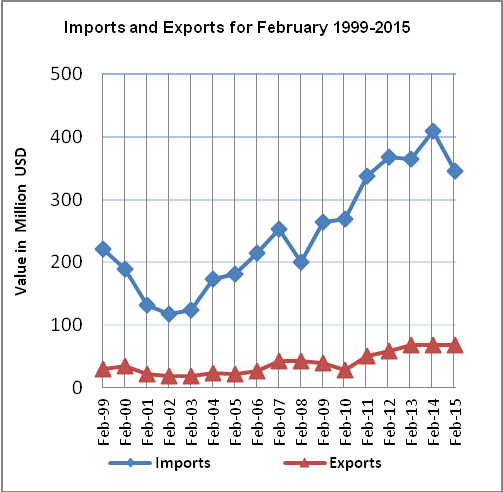 Imports and Exports for February 1999-2015
Value in Million USD
500
400
300
200
100
0
Feb-99
Feb-00
Feb-01
Feb-02
Feb-03
Feb-04
Feb-05
Feb-06
Feb-07
Feb-08
Feb-09
Feb-10
Feb-11
Feb-12
Feb-13
Feb-14
Feb-15
Imports Exports